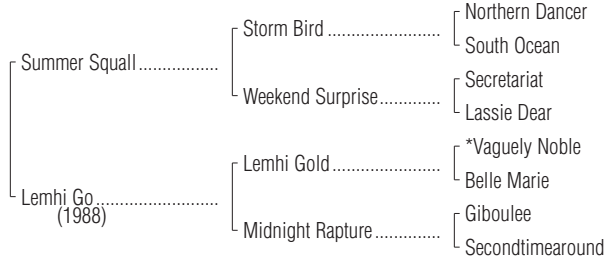 Northern Dancer
Storm Bird ....................
South Ocean
Summer Squall ..............
Secretariat
Weekend Surprise.............
Lassie Dear
*Vaguely Noble
Lemhi Gold ......................
Belle Marie
Lemhi Go ......................
(1988)
Giboulee
Midnight Rapture .............
Secondtimearound